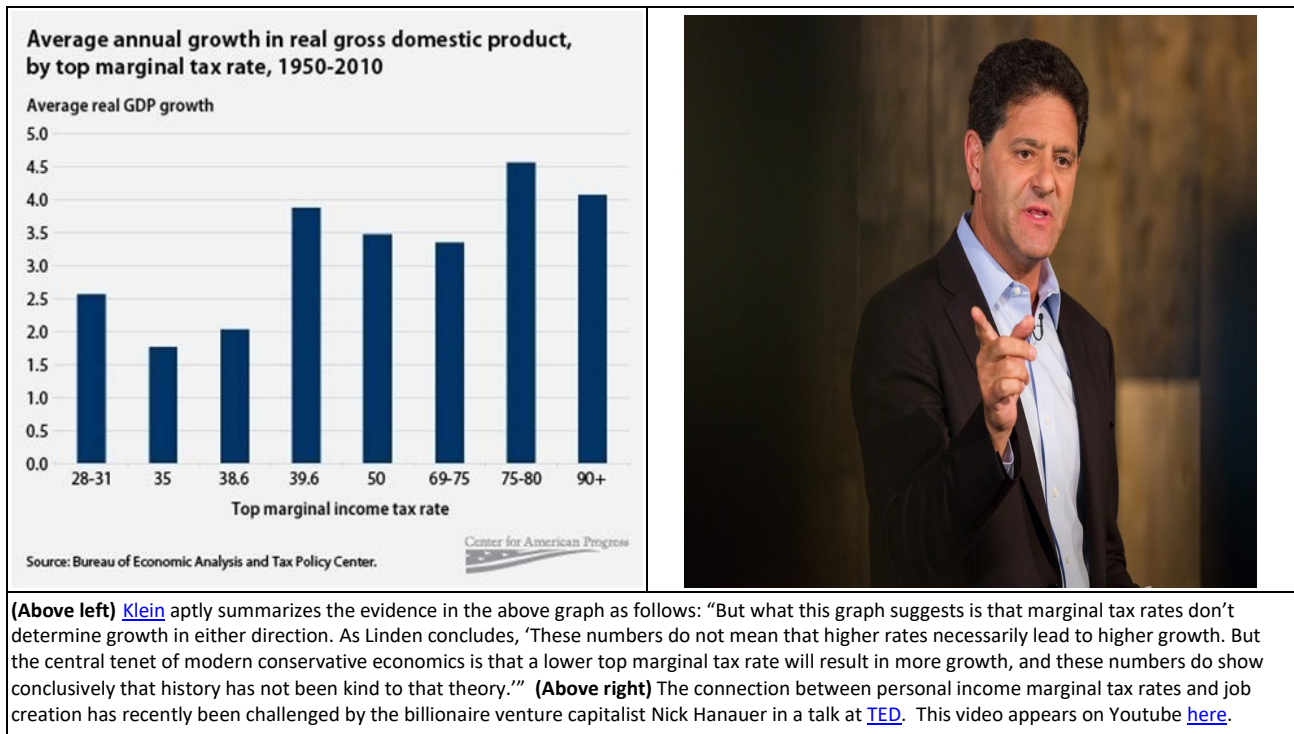 Average annual growth in real gross domestic product,
by top marginal tax rate, 1950-2010
Average real GDP growth
5.0
4.5
4.0
3.5
3.0
2.5
2.0
1.5
1.0
0.5
0.0
28-31 35 38.6 39.6 50 69-75 75-80 90+
Top marginal income tax rate
Center for American Progress
Source: Bureau of Economic Analysis and Tax Policy Center.
(Above left) Klein aptly summarizes the evidence in the above graph as follows: “But what this graph suggests is that marginal tax rates don’t
determine growth in either direction. As Linden concludes, ‘These numbers do not mean that higher rates necessarily lead to higher growth. But
the central tenet of modern conservative economics is that a lower top marginal tax rate will result in more growth, and these numbers do show
conclusively that history has not been kind to that theory.’” (Above right) The connection between personal income marginal tax rates and job
creation has recently been challenged by the billionaire venture capitalist Nick Hanauer in a talk at TED. This video appears on Youtube here.